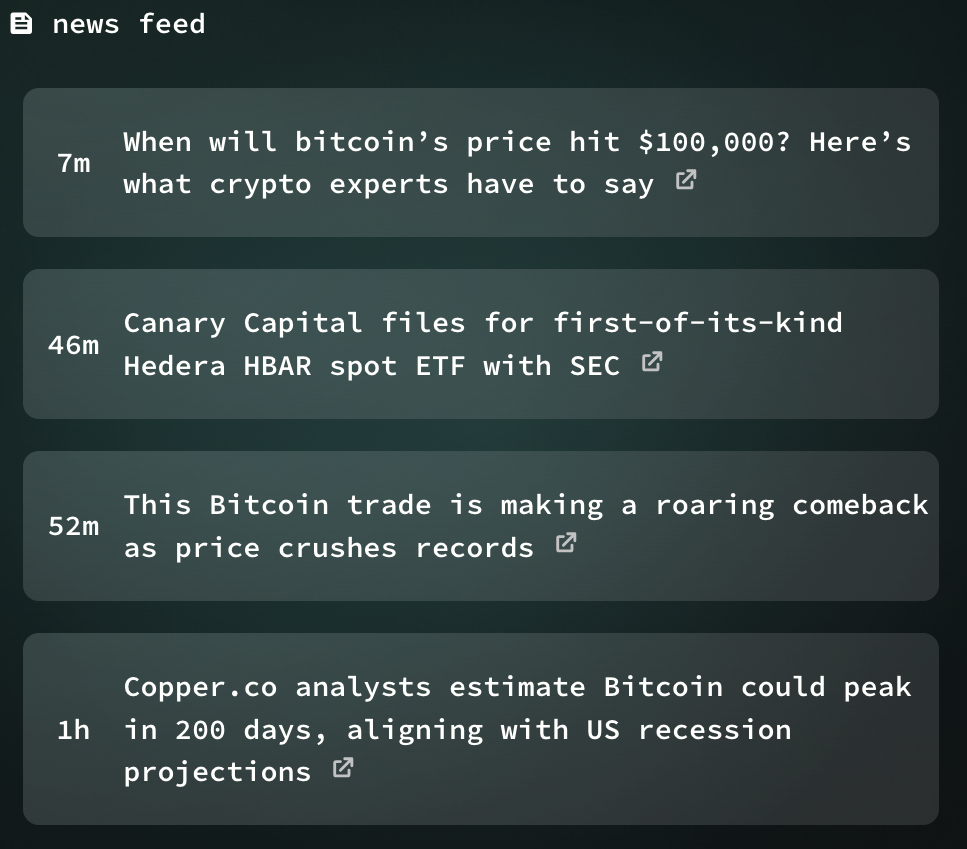 news feed
7m
When will bitcoin’s price hit $100,000? Here’s
what crypto experts have to say
46m
Canary Capital files for first-of-its-kind
Hedera HBAR spot ETF with SEC
52m
This Bitcoin trade is making a roaring comeback
as price crushes records
1h
Copper.co analysts estimate Bitcoin could peak
in 200 days, aligning with US recession
projections